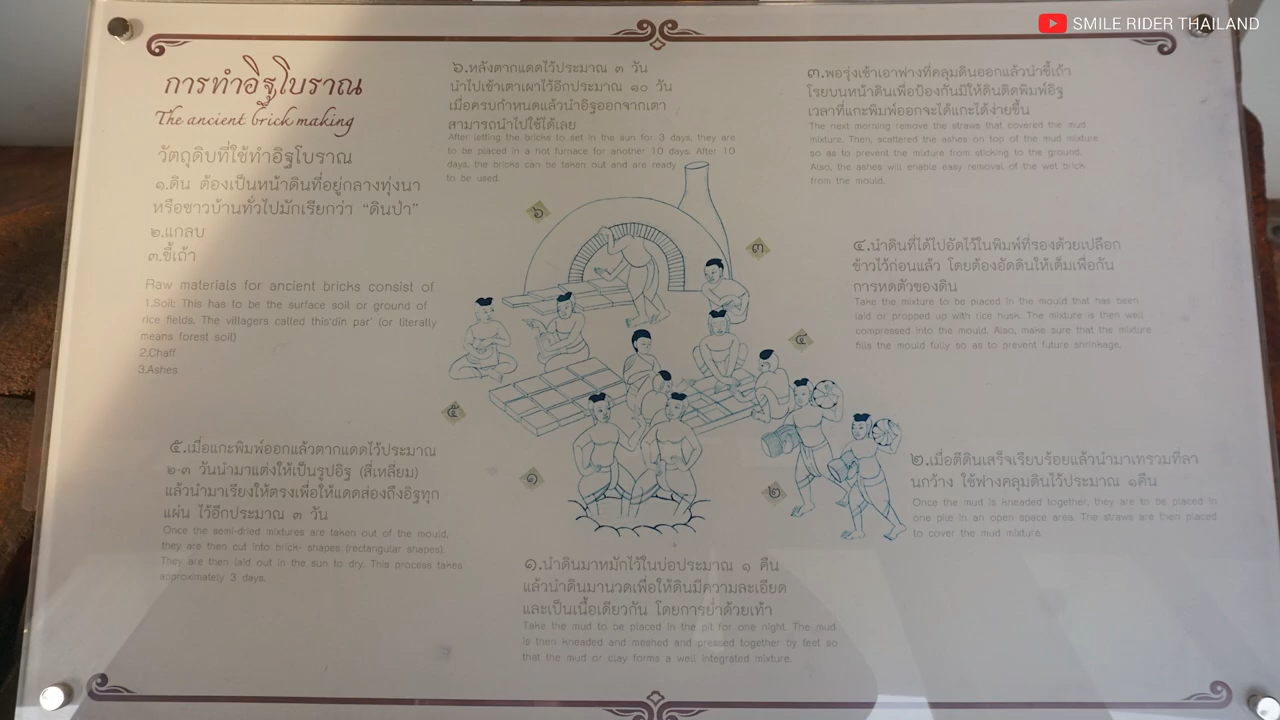 SMILE RIDER THAILAND
การทำอิฐโบราณ
The ancient brick making
วัตถุดิบที่ใช้ทำอิฐโบราณ
๑.ดิน ต้องเป็นหน้าดินที่อยู่กลางทุ่งนา
หรือชาวบ้านทั่วไปมักเรียกว่า “ดินป่า”
๒.แกลบ
๓.ขี้เถ้า
Raw materials for ancient bricks consist of
1.Soil: This has to be the surface soil or ground of
rice fields. The villagers called this'din par' (or literally
means forest soil)
2.Chaff
3.Ashes
๖.หลังตากแดดไว้ประมาณ ๓ วัน
นำไปเข้าเตาเผาไว้อีกประมาณ ๑๐ วัน
เมื่อครบกำหนดแล้วนำอิฐออกจากเตา
สามารถนำไปใช้ได้เลย
After letting the bricks to set in the sun for 3 days, they are
to be placed in a hot furnace for another 10 days. After 10
days, the bricks can be taken out and are ready
to be used.
๓.พอรุ่งเช้าเอาฟางที่คลุมดินออกแล้วนำขี้เถ้า
โรยบนหน้าดินเพื่อป้องกันมิให้ดินติดพิมพ์อิฐ
เวลาที่แกะพิมพ์ออกจะได้แกะได้ง่ายขึ้น
The next morning remove the straws that covered the mud
mixture. Then, scattered the ashes on top of the mud mixture
so as to prevent the mixture from sticking to the ground.
Also, the ashes will enable easy removal of the wet brick
from the mould.
๔.นำดินที่ได้ไปอัดไว้ในพิมพ์ที่รองด้วยเปลือก
ข้าวไว้ก่อนแล้ว โดยต้องอัดดินให้เต็มเพื่อกัน
การหดตัวของดิน
Take the mixture to be placed in the mould that has been
laid or propped up with rice husk. The mixture is then well
compressed into the mould. Also, make sure that the mixture
fills the mould fully so as to prevent future shrinkage.
๖
๓
๔
๕
๑
๒
๕.เมื่อแกะพิมพ์ออกแล้วตากแดดไว้ประมาณ
๒-๓ วันนำมาแต่งให้เป็นรูปอิฐ (สี่เหลี่ยม)
แล้วนำมาเรียงให้ตรงเพื่อให้แดดส่องถึงอิฐทุก
แผ่น ไว้อีกประมาณ ๓ วัน
Once the semi-dried mixtures are taken out of the mould,
they are then cut into brick- shapes (rectangular shapes).
They are then laid out in the sun to dry. This process takes
approximately 3 days.
๒.เมื่อตีดินเสร็จเรียบร้อยแล้วนำมาเทรวมที่ลา
นกว้าง ใช้ฟางคลุมดินไว้ประมาณ ๑คืน
Once the mud is kneaded together, they are to be placed in
one pile in an open space area. The straws are then placed
to cover the mud mixture.
๑.นำดินมาหมักไว้ในบ่อประมาณ ๑ คืน
แล้วนำดินมานวดเพื่อให้ดินมีความละเอียด
และเป็นเนื้อเดียวกัน โดยการย่ำด้วยเท้า
Take the mud to be placed in the pit for one night. The mud
is then kneaded and meshed and pressed together by feet so
that the mud or clay forms a well integrated mixture.